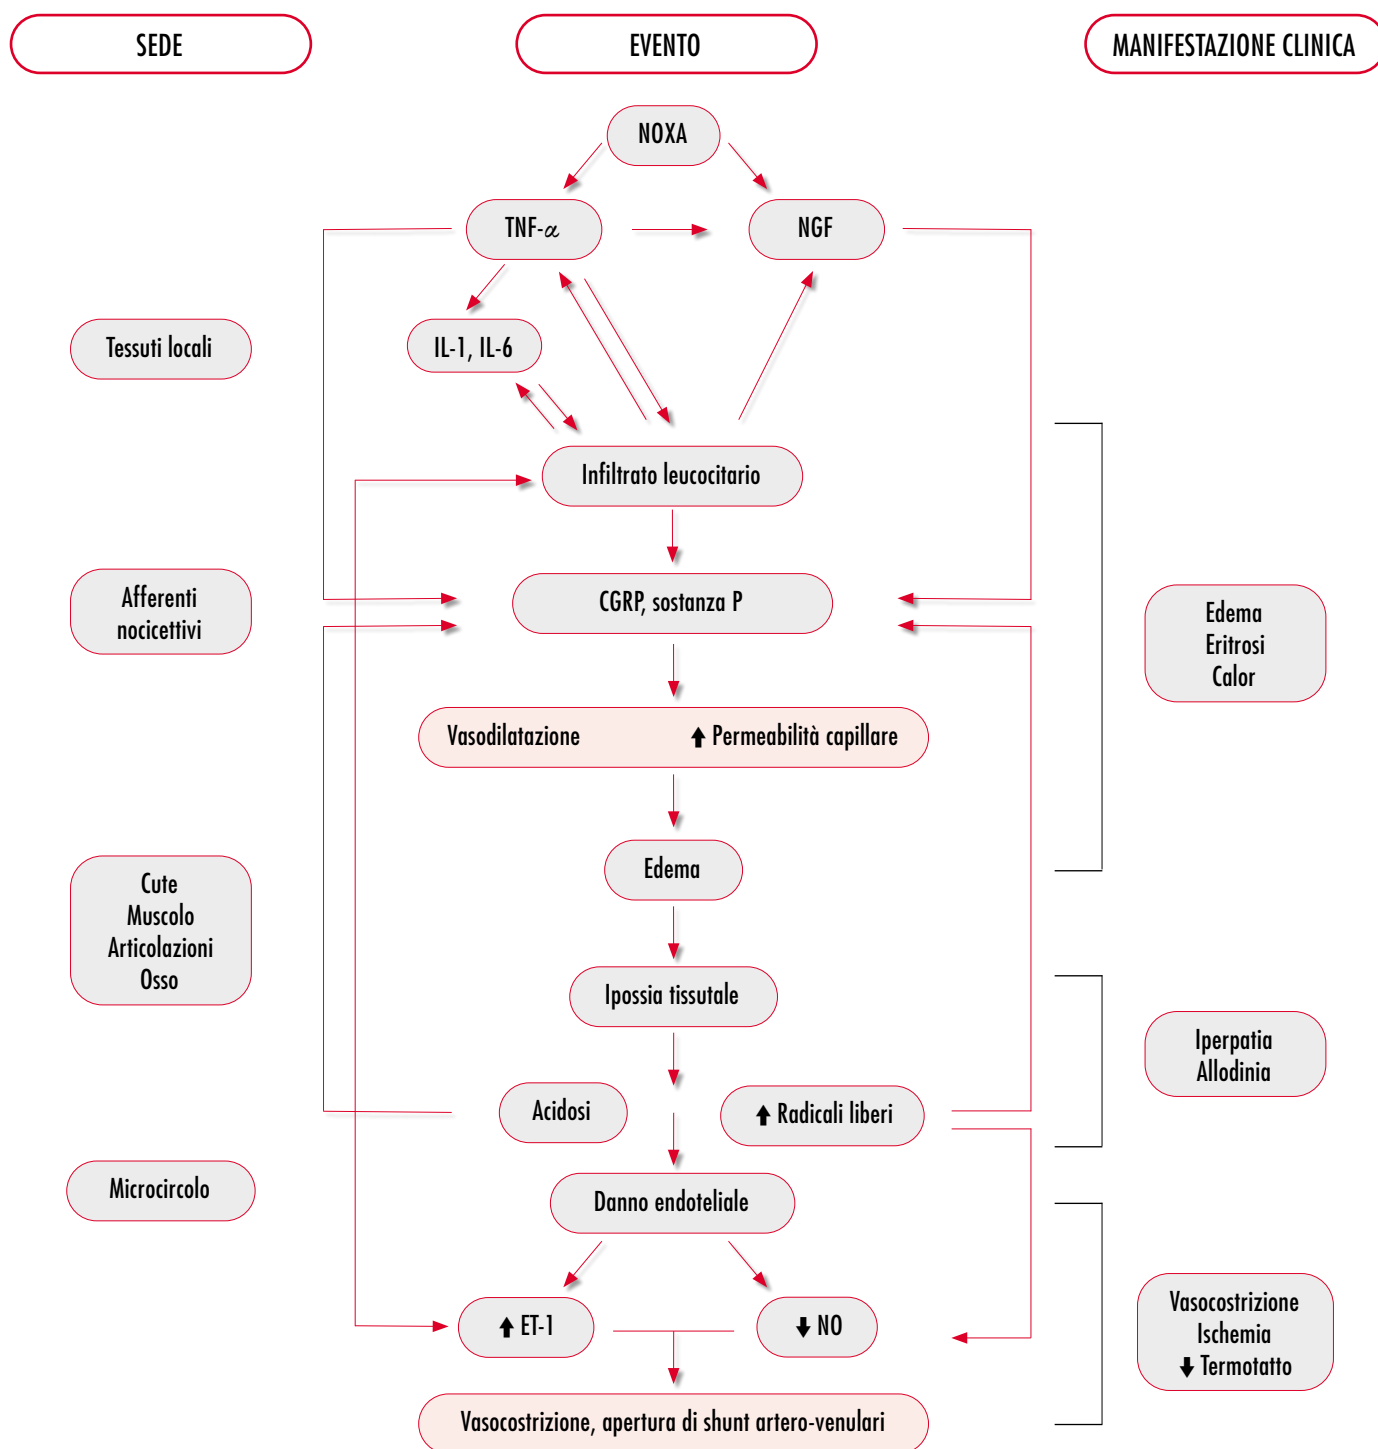 SEDE
EVENTO
MANIFESTAZIONE CLINICA
NOXA
TNF-α
NGF
Tessuti locali
IL-1, IL-6
Infiltrato leucocitario
Afferenti
nocicettivi
CGRP, sostanza P
Edema
Eritrosi
Calor
Vasodilatazione
⬆ Permeabilità capillare
Edema
Cute
Muscolo
Articolazioni
Osso
Ipossia tissutale
Iperpatia
Allodinia
Acidosi
⬆ Radicali liberi
Microcircolo
Danno endoteliale
⬆ ET-1
⬇ NO
Vasocostrizione
Ischemia
⬇ Termotatto
Vasocostrizione, apertura di shunt artero-venulari